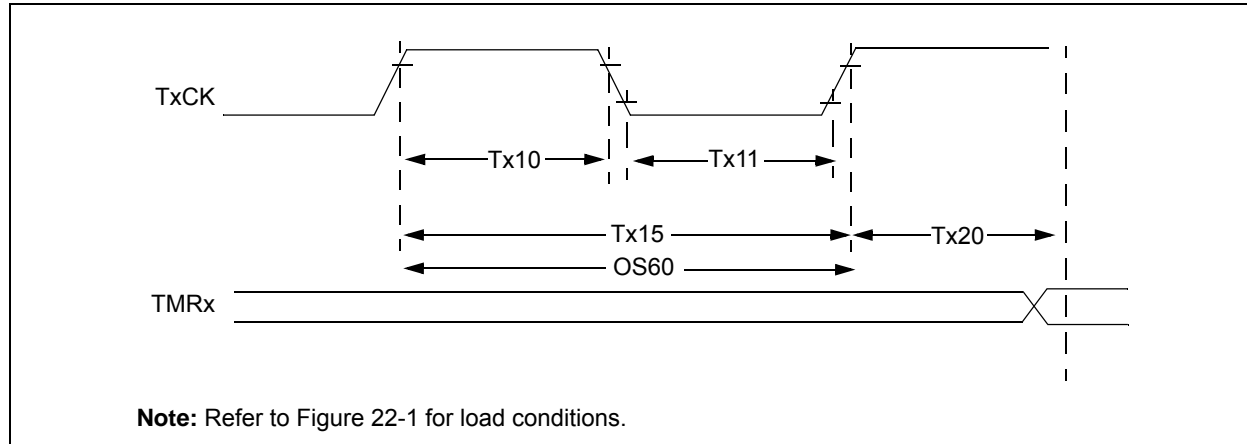 TxCK
Tx10
Tx11
Tx15
Tx20
OS60
TMRx
Note: Refer to Figure 22-1 for load conditions.